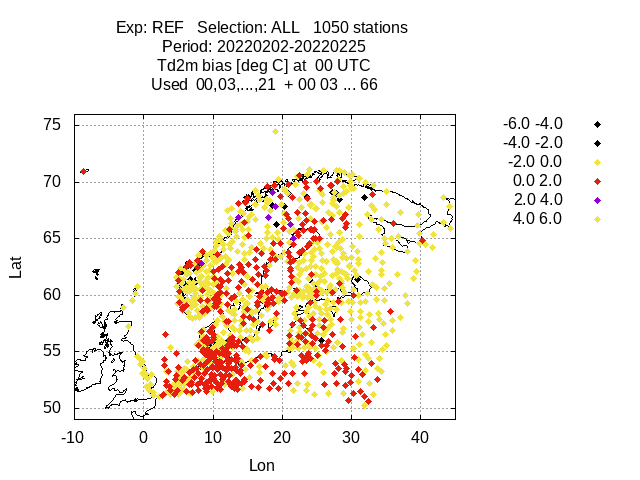 Exp: REF   Selection: ALL   1050 stations
Period: 20220202-20220225
Td2m bias [deg C] at  00 UTC
Used  00,03,...,21  + 00 03 ... 66
-6.0 -4.0
-4.0 -2.0
-2.0 0.0
0.0 2.0
2.0 4.0
4.0 6.0
75
70
65
60
55
50
Lat
-10 0 10 20 30 40
Lon